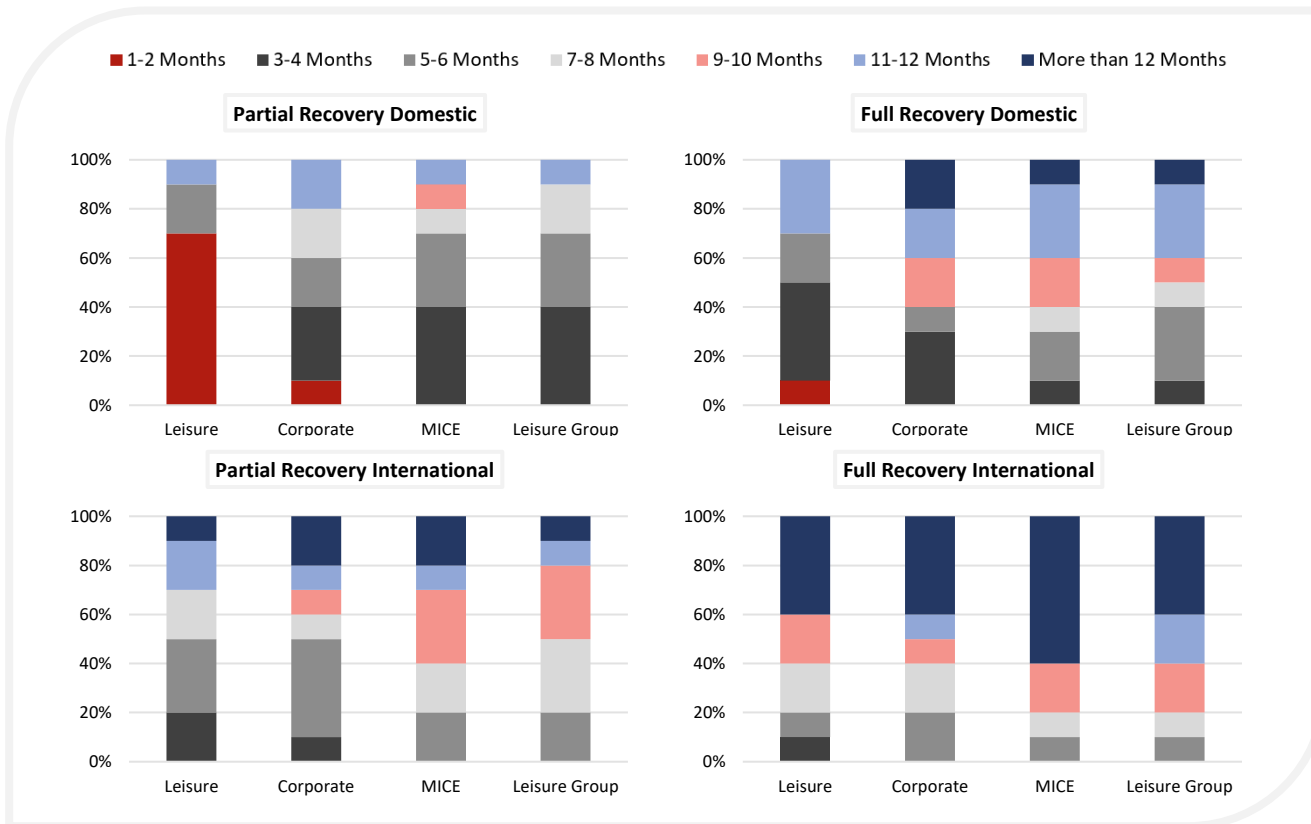 1-2 Months 3-4 Months 5-6 Months 7-8 Months 9-10 Months 11-12 Months More than 12 Months
Partial Recovery Domestic
100%
80%
60%
40%
20%
0%
Leisure Corporate MICE Leisure Group
Full Recovery Domestic
100%
80%
60%
40%
20%
0%
Leisure Corporate MICE Leisure Group
Partial Recovery International
100%
80%
60%
40%
20%
0%
Leisure Corporate MICE Leisure Group
Full Recovery International
100%
80%
60%
40%
20%
0%
Leisure Corporate MICE Leisure Group